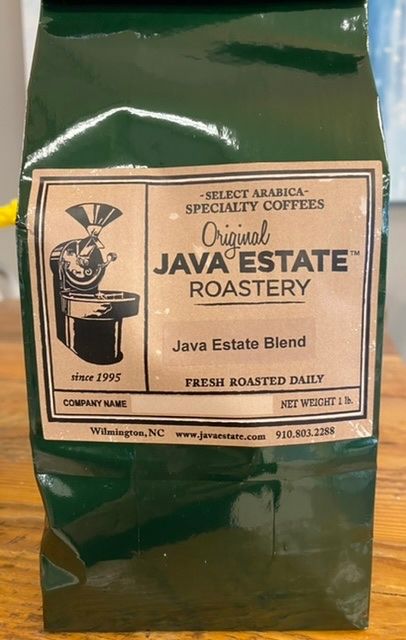 -SELECT ARABICA-
SPECIALTY COFFEES
Original
JAVA ESTATE™
ROASTERY
Java Estate Blend
since 1995
FRESH ROASTED DAILY
COMPANY NAME NET WEIGHT 1 lb.
Wilmington, NC www.javaestate.com 910.803.2288